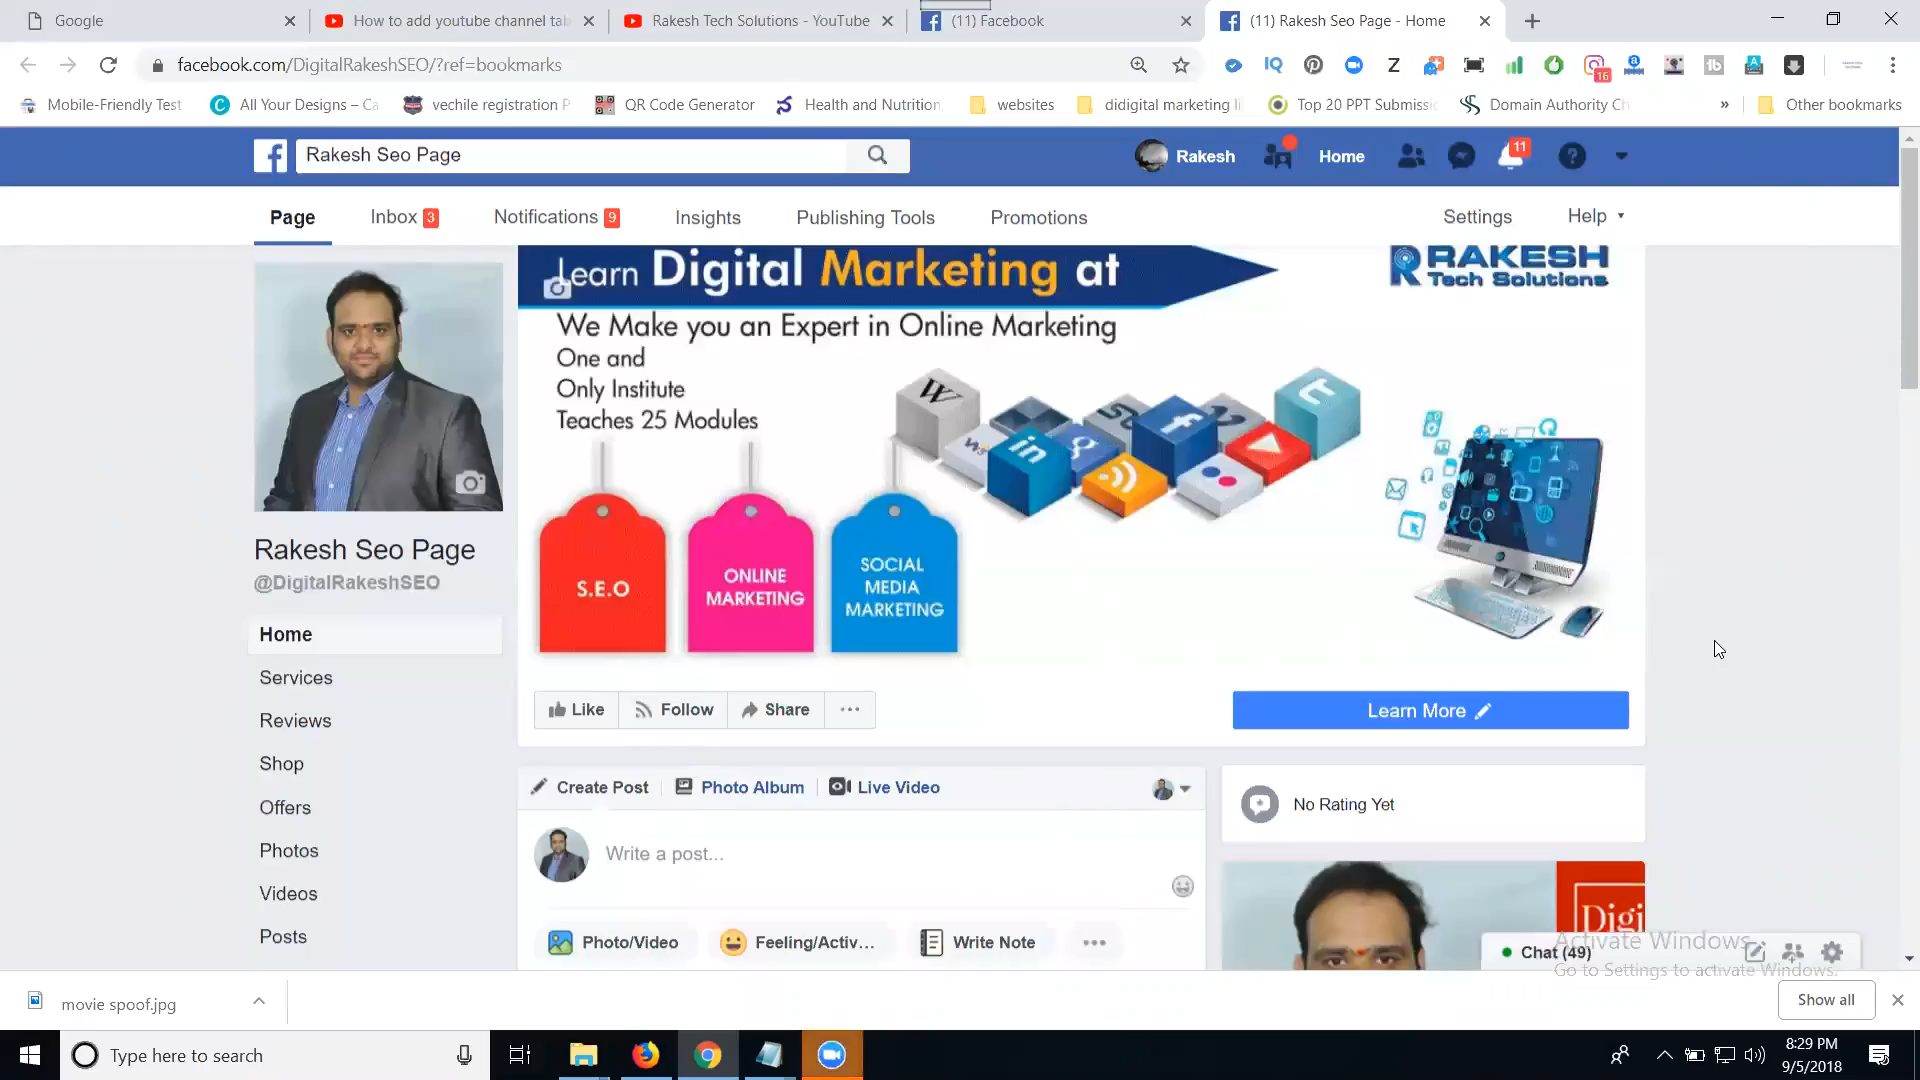 Google
How to add youtube channel tal
Rakesh Tech Solutions - YouTube
(11) Facebook
(11) Rakesh Seo Page - Home
facebook.com/DigitalRakeshSEO/?ref=bookmarks
IQ
Z
16
Mobile-Friendly Test
All Your Designs – Ca
vechile registration P
QR Code Generator
Health and Nutrition
websites
didigital marketing li
Top 20 PPT Submissi
Domain Authority Ch
»
Other bookmarks
Rakesh Seo Page
Rakesh
Home
11
Page
Inbox 3
Notifications 9
Insights
Publishing Tools
Promotions
Settings
Help
Learn Digital Marketing at
RAKESH
Tech Solutions
We Make you an Expert in Online Marketing
One and
Only Institute
Teaches 25 Modules
W
in
S.E.O
ONLINE
MARKETING
SOCIAL
MEDIA
MARKETING
Rakesh Seo Page
@DigitalRakeshSEO
Home
Services
Reviews
Shop
Offers
Photos
Videos
Posts
Like
Follow
Share
Learn More
Create Post
Photo Album
Live Video
Write a post...
No Rating Yet
Photo/Video
Feeling/Activ...
Write Note
Digi
Chat (49)
Activate Windows
Go to Settings to activate Windows.
movie spoof.jpg
Show all
Type here to search
8:29 PM
9/5/2018